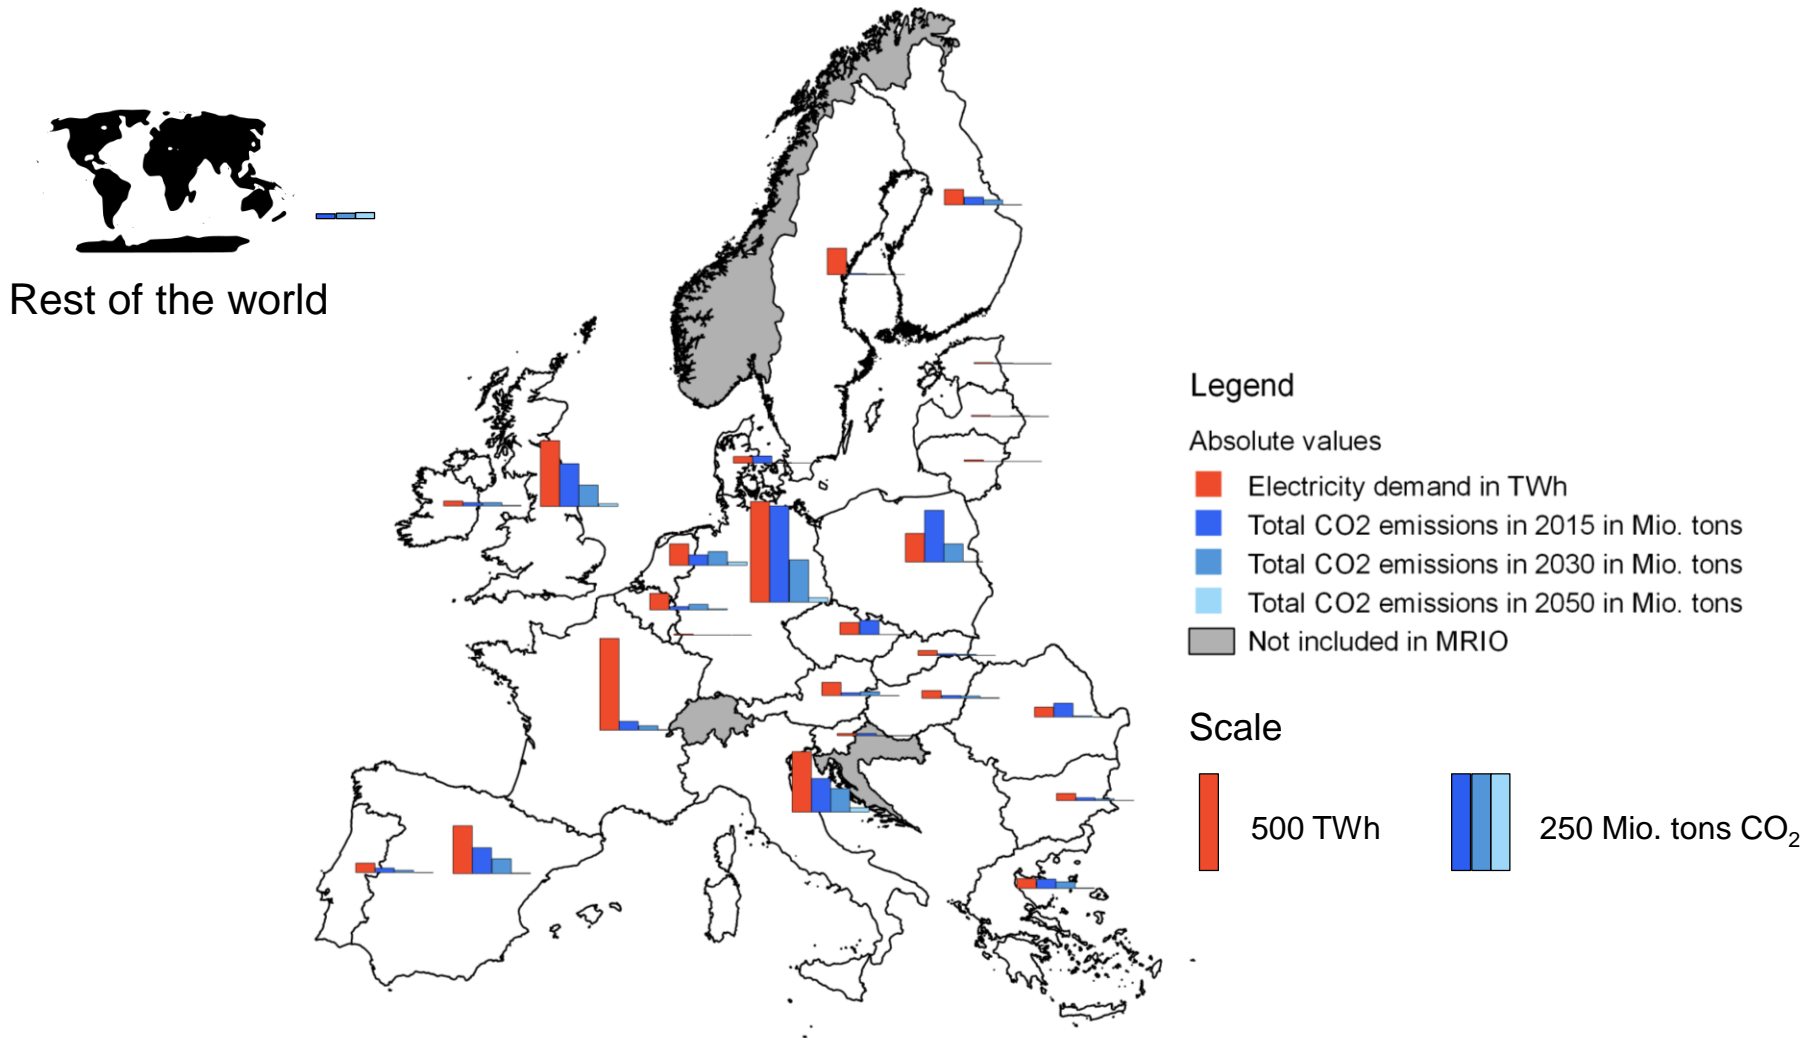 Rest of the world
Legend
Absolute values
Electricity demand in TWh
Total CO2 emissions in 2015 in Mio. tons
Total CO2 emissions in 2030 in Mio. tons
Total CO2 emissions in 2050 in Mio. tons
Not included in MRIO
Scale
500 TWh
250 Mio. tons CO₂